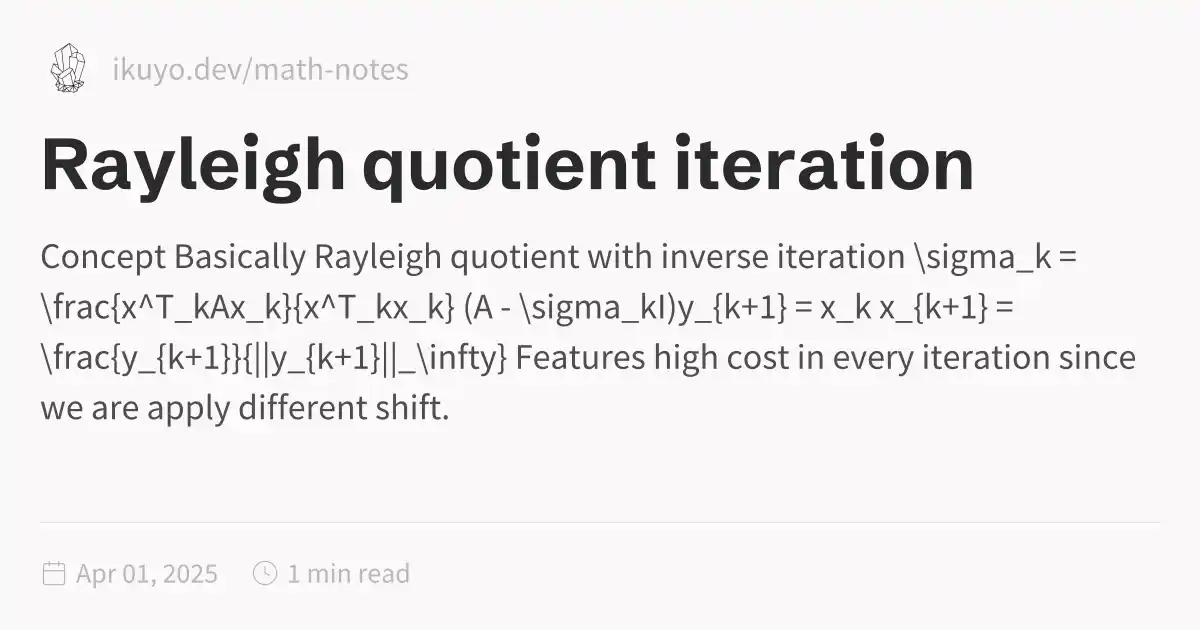 ikuyo.dev/math-notes
Rayleigh quotient iteration
Concept Basically Rayleigh quotient with inverse iteration \sigma_k =
\frac{x^T_kAx_k}{x^T_kx_k} (A - \sigma_kI)y_{k+1} = x_k x_{k+1} =
\frac{y_{k+1}}{||y_{k+1}||_\infty} Features high cost in every iteration since
we are apply different shift.
Apr 01, 2025 1 min read